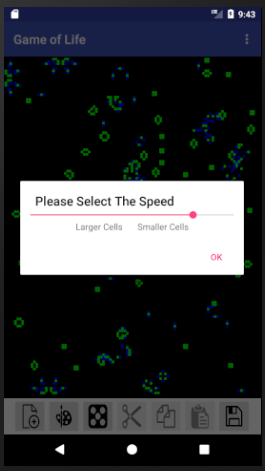 9:43
Game of Life
Please Select The Speed
Larger Cells Smaller Cells
OK